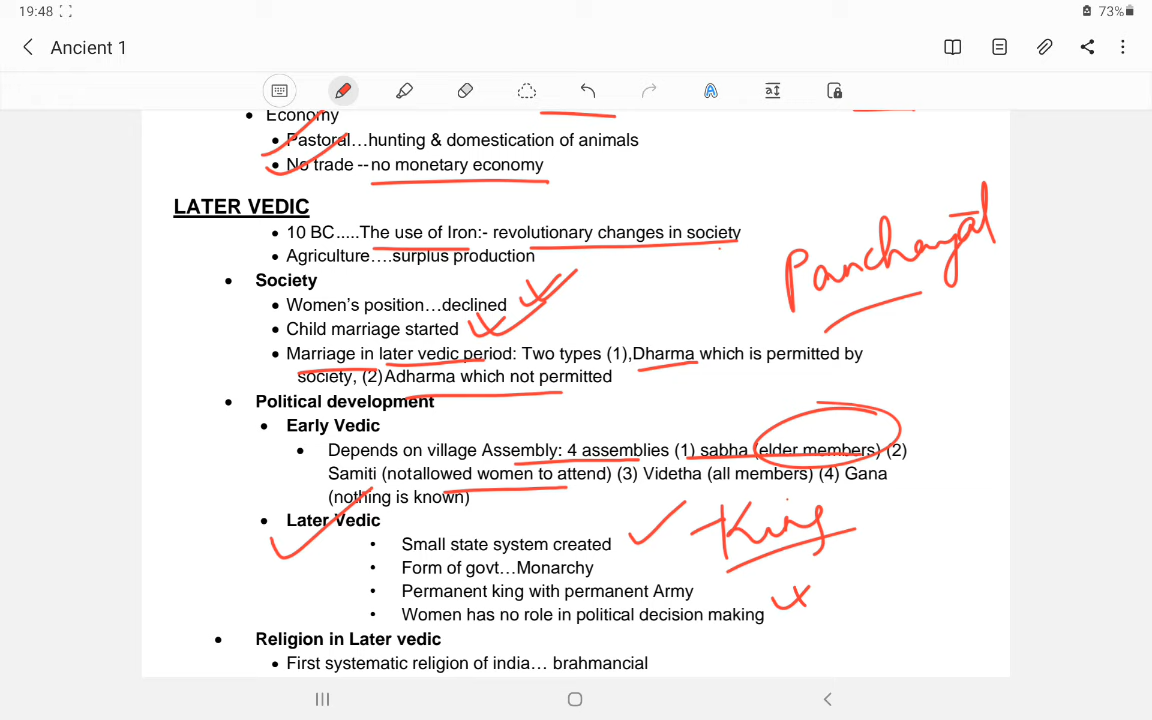 19:48
73%
Ancient 1
• Economy
• Pastoral…hunting & domestication of animals
• No trade -- no monetary economy
LATER VEDIC
• 10 BC.....The use of Iron:- revolutionary changes in society
• Agriculture….surplus production
Panchayat
• Society
• Women's position…declined
• Child marriage started
• Marriage in later vedic period: Two types (1),Dharma which is permitted by
society, (2)Adharma which not permitted
• Political development
• Early Vedic
• Depends on village Assembly: 4 assemblies (1) sabha (elder members) (2)
Samiti (notallowed women to attend) (3) Videtha (all members) (4) Gana
(nothing is known)
• Later Vedic
King
• Small state system created
• Form of govt…Monarchy
• Permanent king with permanent Army
• Women has no role in political decision making
• Religion in Later vedic
• First systematic religion of india… brahmancial